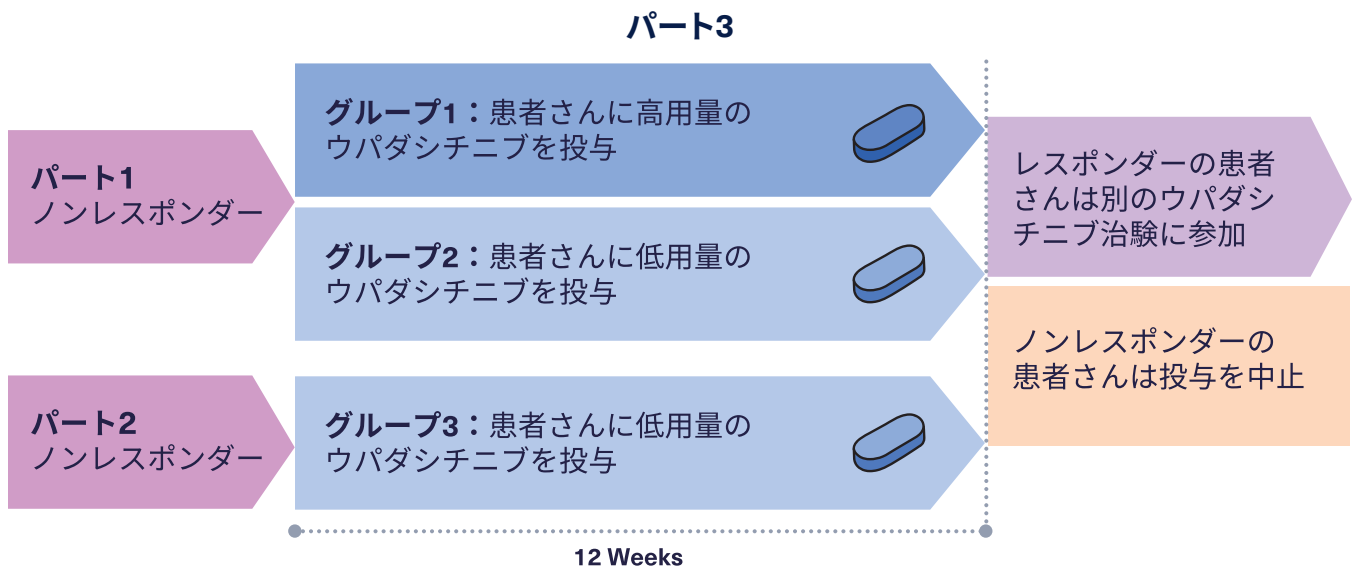 パート3
パート1
ノンレスポンダー
グループ1：患者さんに高用量の
ウパダシチニブを投与
グループ2：患者さんに低用量の
ウパダシチニブを投与
レスポンダーの患者
さんは別のウパダシ
チニブ治験に参加
ノンレスポンダーの
患者さんは投与を中止
パート2
ノンレスポンダー
グループ3：患者さんに低用量の
ウパダシチニブを投与
12 Weeks